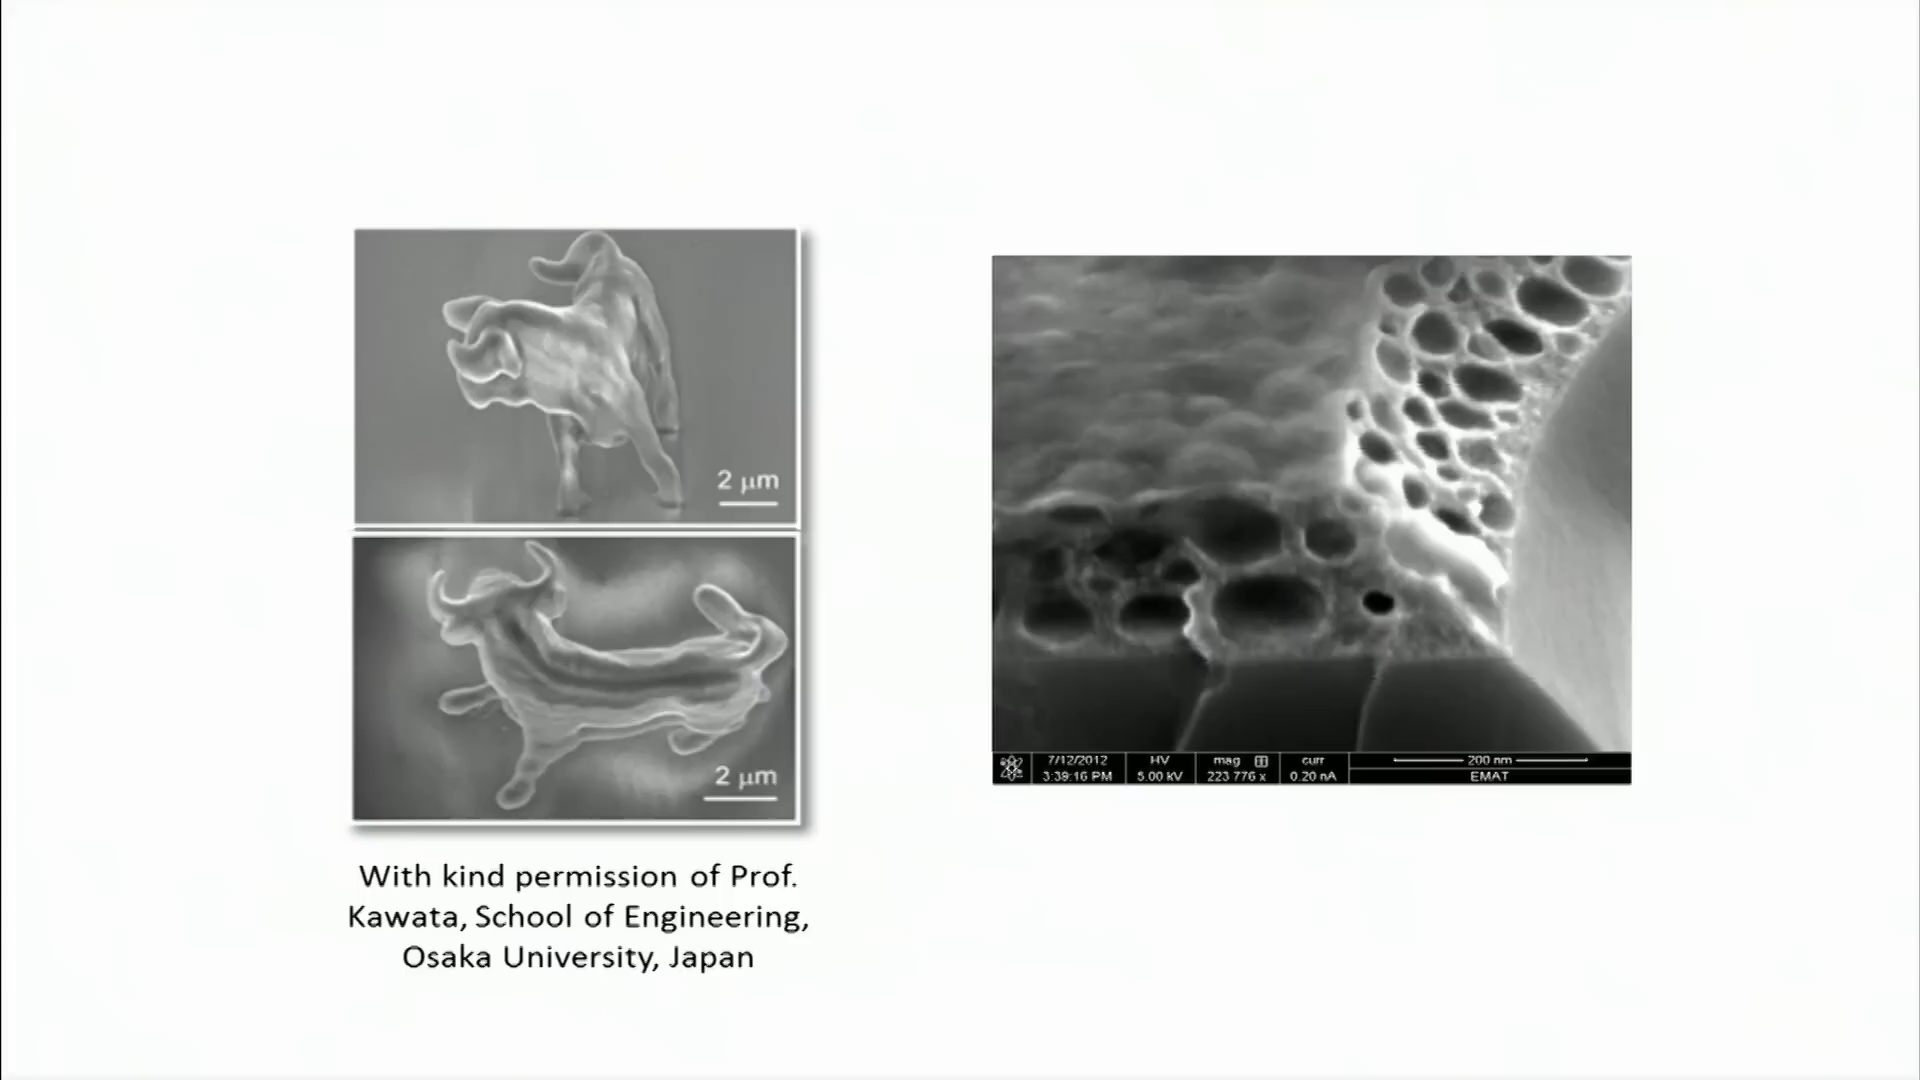 2 μm
2 μm
With kind permission of Prof.
Kawata, School of Engineering,
Osaka University, Japan
7/12/2012 HV mag curr 200 nm
3:39:16 PM 5.00 kV 223 776 x 0.20 nA EMAT